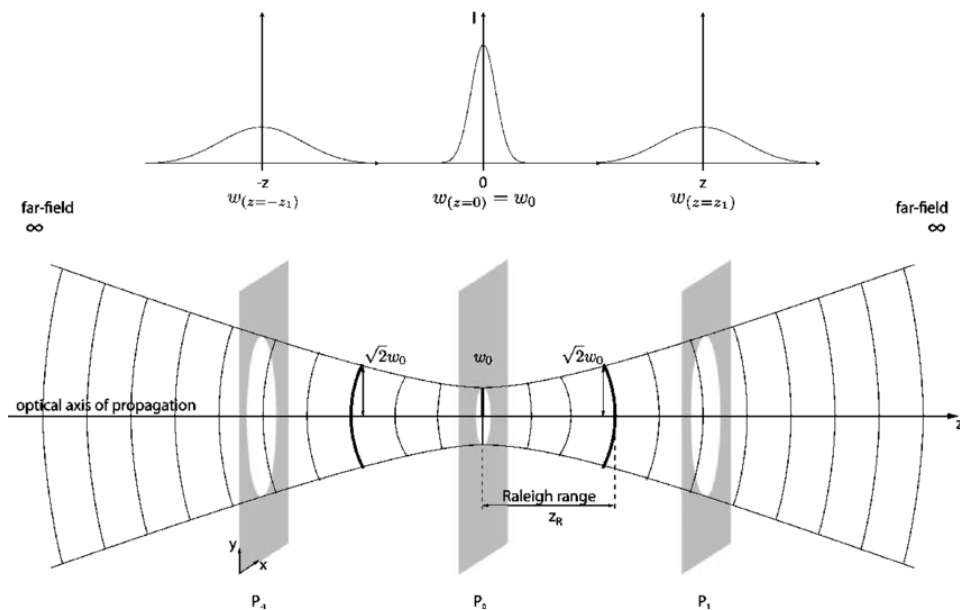 I
-z
0
z
w(z=−z₁)
w(z=0) = w₀
w(z=z₁)
far-field
∞
far-field
∞
√2w₀
w₀
√2w₀
optical axis of propagation
z
Raleigh range
z_R
y
x
P₋₁
P₀
P₁